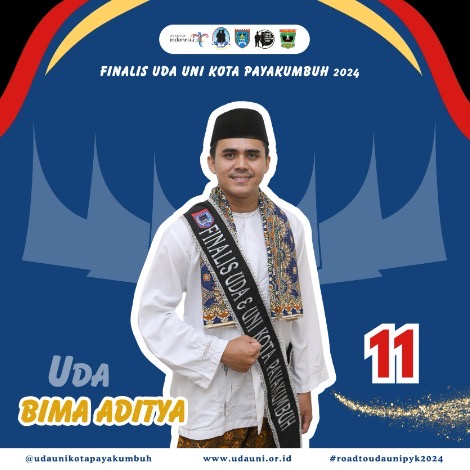 FINALIS UDA UNI KOTA PAYAKUMBUH 2024
FINALIS UDA & UNI KOTA PAYAKUMBUH
11
UDA
BIMA ADITYA
@udaunikotapayakumbuh
www.udauni.or.id
#roadtoudaunipyk2024